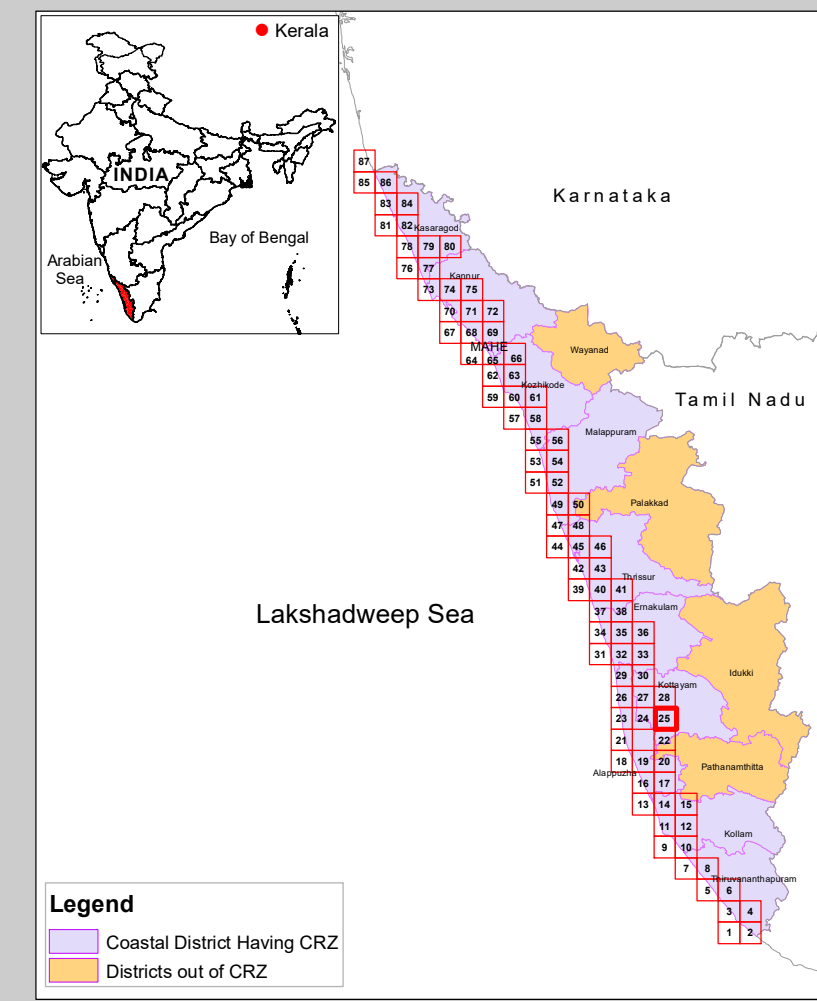 Kerala
INDIA
Bay of Bengal
Arabian
Sea
Karnataka
Tamil Nadu
Lakshadweep Sea
87
85 86
83 84
81 82 Kasaragod
78 79 80
76 77
Kannur
73 74 75
70 71 72
67 68 69
MAHE
64 65 66
Wayanad
62 63
Kozhikode
59 60 61
57 58
Malappuram
55 56
53 54
51 52
Palakkad
49 50
47 48
44 45 46
42 43
Thrissur
39 40 41
Ernakulam
37 38
34 35 36
31 32 33
29 30
Kottayam
Idukki
26 27 28
23 24 25
21 22
18 19 20
Pathanamthitta
Alappuzha
16 17
13 14 15
11 12
Kollam
9 10
7 8
Thiruvananthapuram
5 6
3 4
1 2
Legend
Coastal District Having CRZ
Districts out of CRZ